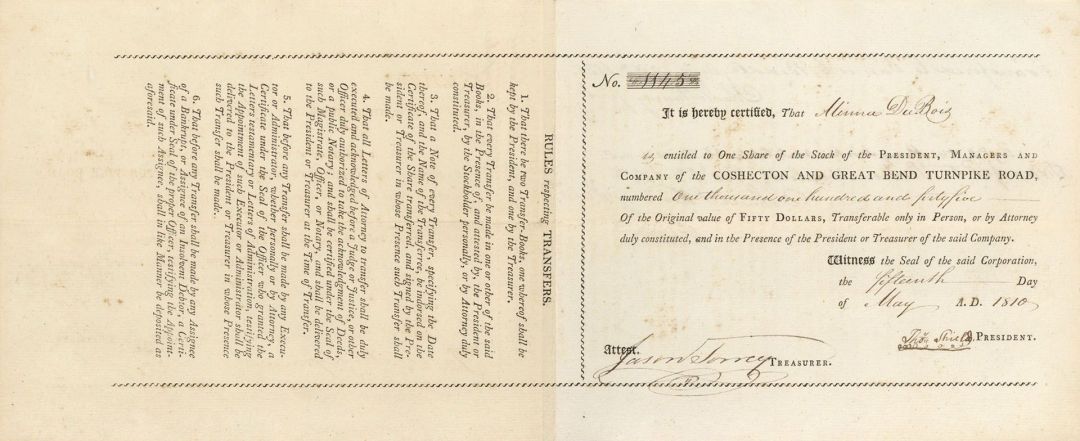 No. 1145
It is hereby certified, That Minna DuBois
is entitled to One Share of the Stock of the PRESIDENT, MANAGERS AND
COMPANY of the COSHECTON AND GREAT BEND TURNPIKE ROAD,
numbered One thousand one hundred and fortyfive
Of the Original value of FIFTY DOLLARS, Transferable only in Person, or by Attorney
duly constituted, and in the Presence of the President or Treasurer of the said Company.
Witness the Seal of the said Corporation,
the fifteenth Day
of May A.D. 1810
Thos. Shields PRESIDENT.
Attest.
Jason Torrey TREASURER.
RULES respecting TRANSFERS.
1. That there be two Transfer-Books, one whereof shall be
kept by the President, and one by the Treasurer.
2. That every Transfer be made in one or other of the said
Books, in the Presence of, and attested by, the President or
Treasurer, by the Stockholder personally, or by Attorney duly
constituted.
3. That a Note of every Transfer, specifying the Date
thereof, and the Name of the Transferree, be indorsed on the
Certificate of the Share transferred, and signed by the Pre-
sident or Treasurer in whose Presence such Transfer shall
be made.
4. That all Letters of Attorney to transfer shall be duly
executed and acknowledged before a Judge or Justice, or other
Officer duly authorized to take the acknowledgment of Deeds,
or a public Notary; and shall be certified under the Seal of
such Magistrate, Officer, or Notary, and shall be delivered
to the President or Treasurer at the Time of Transfer.
5. That before any Transfer shall be made by any Execu-
tor or Administrator, whether personally or by Attorney, a
Certificate under the Seal of the Officer who granted the
Letters testamentary or Letters of Administration, testifying
the Appointment of such Executor or Administrator shall be
delivered to the President or Treasurer in whose Presence
such Transfer shall be made.
6. That before any Transfer shall be made by any Assignee
of a Bankrupt, or Assignee of an Insolvent Debtor, a Certi-
ficate under Seal of the proper Officer, testifying the Appoint-
ment of such Assignee, shall in like Manner be deposited as
aforesaid.